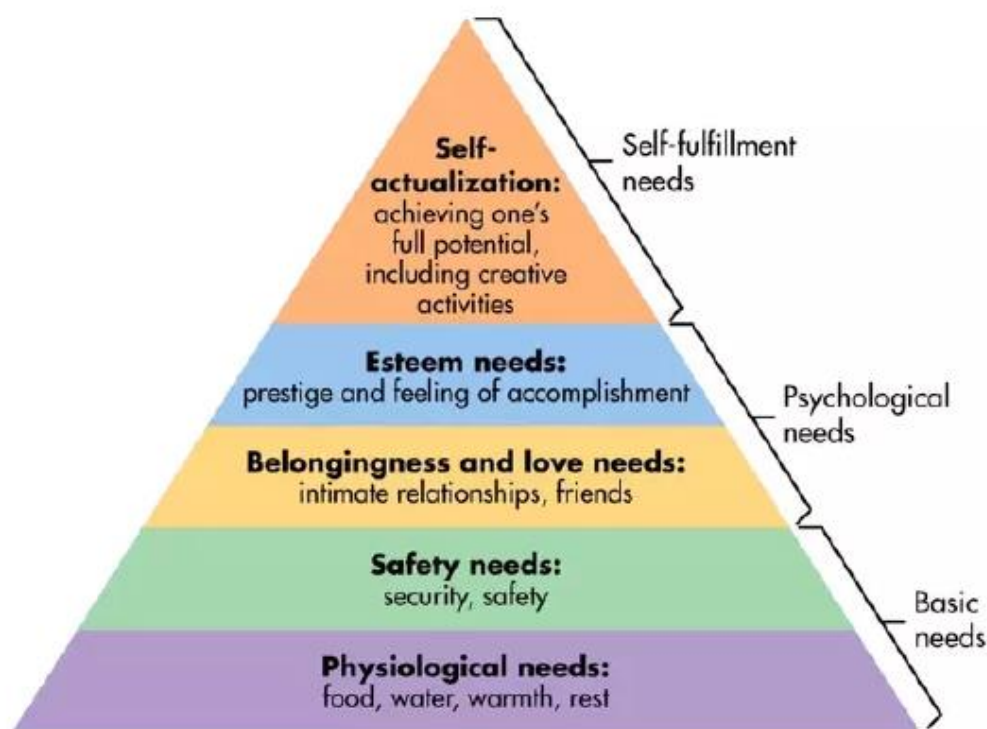 Self-
actualization:
achieving one's
full potential,
including creative
activities
Self-fulfillment
needs
Esteem needs:
prestige and feeling of accomplishment
Psychological
needs
Belongingness and love needs:
intimate relationships, friends
Safety needs:
security, safety
Basic
needs
Physiological needs:
food, water, warmth, rest